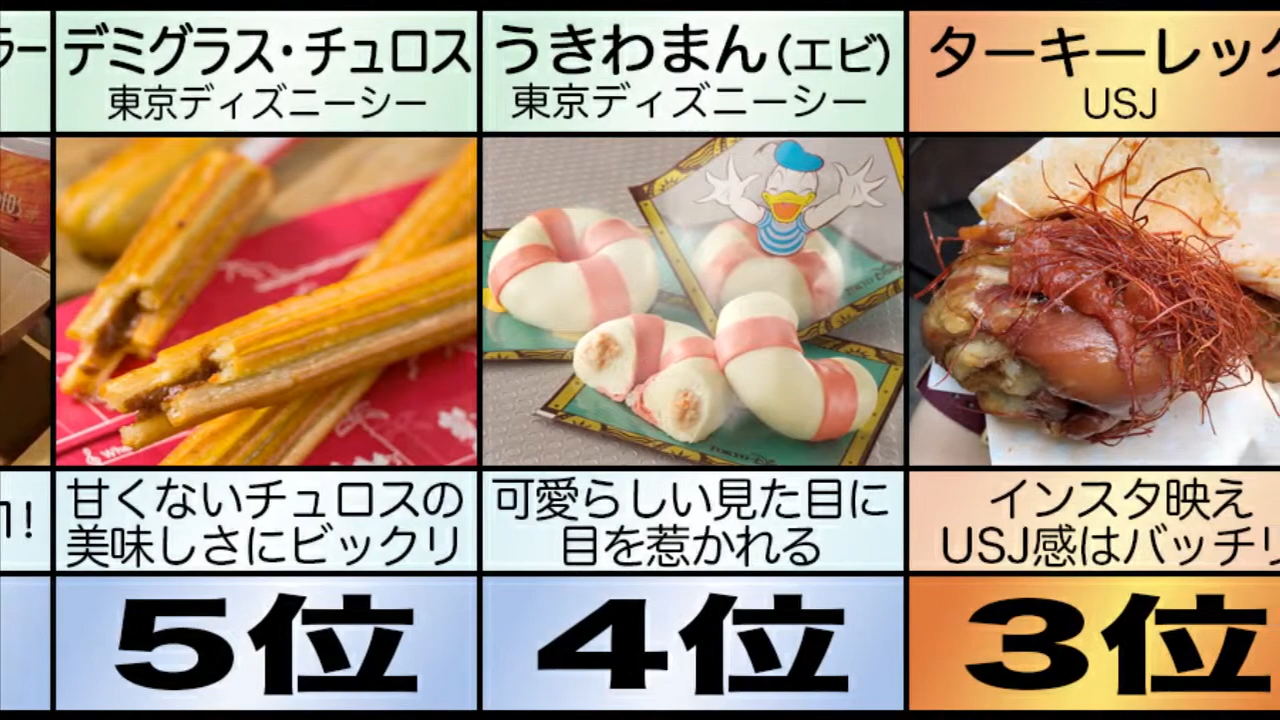 ラー
デミグラス・チュロス
東京ディズニーシー
うきわまん(エビ)
東京ディズニーシー
ターキーレッグ
USJ
甘くないチュロスの
美味しさにビックリ
可愛らしい見た目に
目を惹かれる
インスタ映え
USJ感はバッチリ
5位
4位
3位